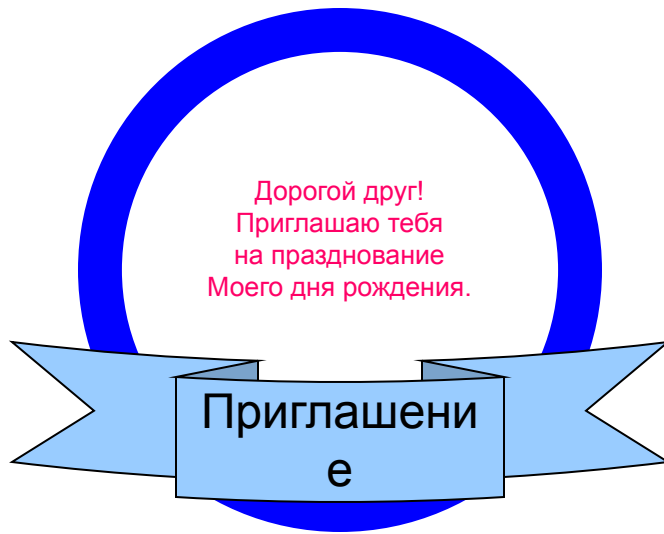 Дорогой друг!
Приглашаю тебя
на празднование
Моего дня рождения.
Приглашени
е